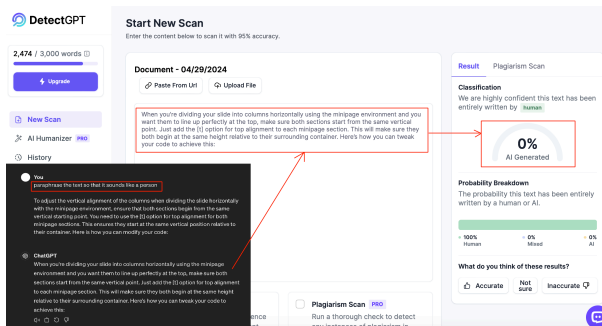 DetectGPT
2,474 / 3,000 words
Upgrade
New Scan
AI Humanizer PRO
History
Start New Scan
Enter the content below to scan it with 95% accuracy.
Document - 04/29/2024
Paste From Url
Upload File
When you're dividing your slide into columns horizontally using the minipage environment and you
want them to line up perfectly at the top, make sure both sections start from the same vertical
point. Just add the [t] option for top alignment to each minipage section. This will make sure they
both begin at the same height relative to their surrounding container. Here's how you can tweak
your code to achieve this:
Plagiarism Scan PRO
Run a thorough check to detect
Result
Plagiarism Scan
Classification
We are highly confident this text has been
entirely written by human
0%
AI Generated
Probability Breakdown
The probability this text has been entirely
written by a human or AI.
100%
Human
0%
Mixed
0%
AI
What do you think of these results?
Accurate
Not
sure
Inaccurate
You
paraphrase the text so that it sounds like a person
To adjust the vertical alignment of the columns when dividing the slide horizontally
with the minipage environment, ensure that both sections begin from the same
vertical starting point. You need to use the [t] option for top alignment for both
minipage sections. This ensures they start at the same vertical position relative to
their container. Here is how you can modify your code:
ChatGPT
When you're dividing your slide into columns horizontally using the minipage
environment and you want them to line up perfectly at the top, make sure both
sections start from the same vertical point. Just add the [t] option for top alignment
to each minipage section. This will make sure they both begin at the same height
relative to their surrounding container. Here's how you can tweak your code to
achieve this: